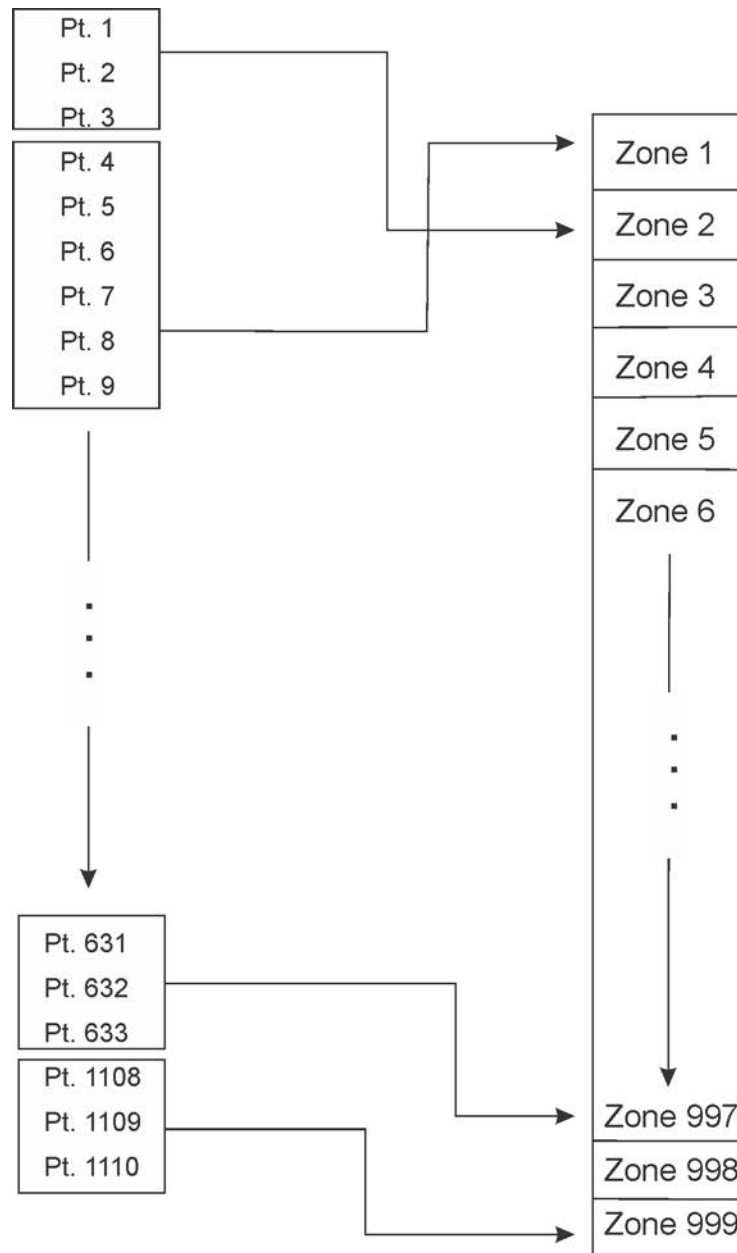 Pt. 1
Pt. 2
Pt. 3
Pt. 4
Pt. 5
Pt. 6
Pt. 7
Pt. 8
Pt. 9
Pt. 631
Pt. 632
Pt. 633
Pt. 1108
Pt. 1109
Pt. 1110
Zone 1
Zone 2
Zone 3
Zone 4
Zone 5
Zone 6
Zone 997
Zone 998
Zone 999